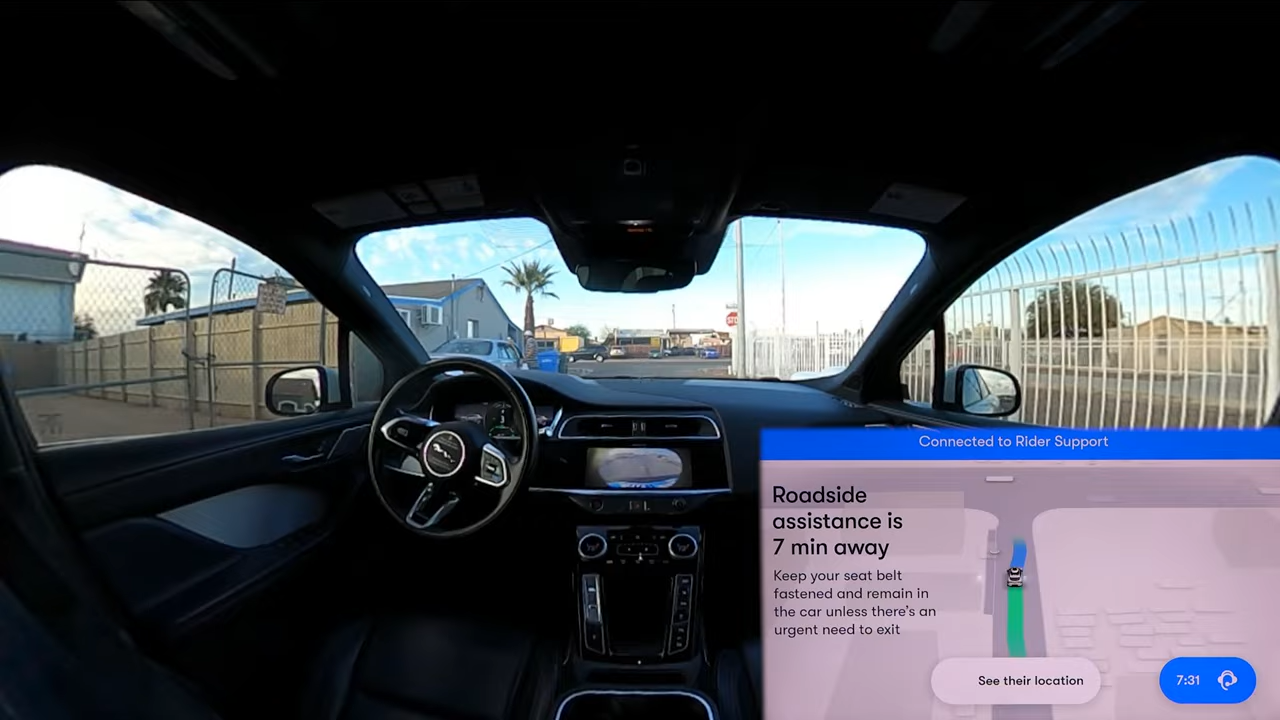 STOP
Connected to Rider Support
Roadside
assistance is
7 min away
Keep your seat belt
fastened and remain in
the car unless there's an
urgent need to exit
See their location
7:31